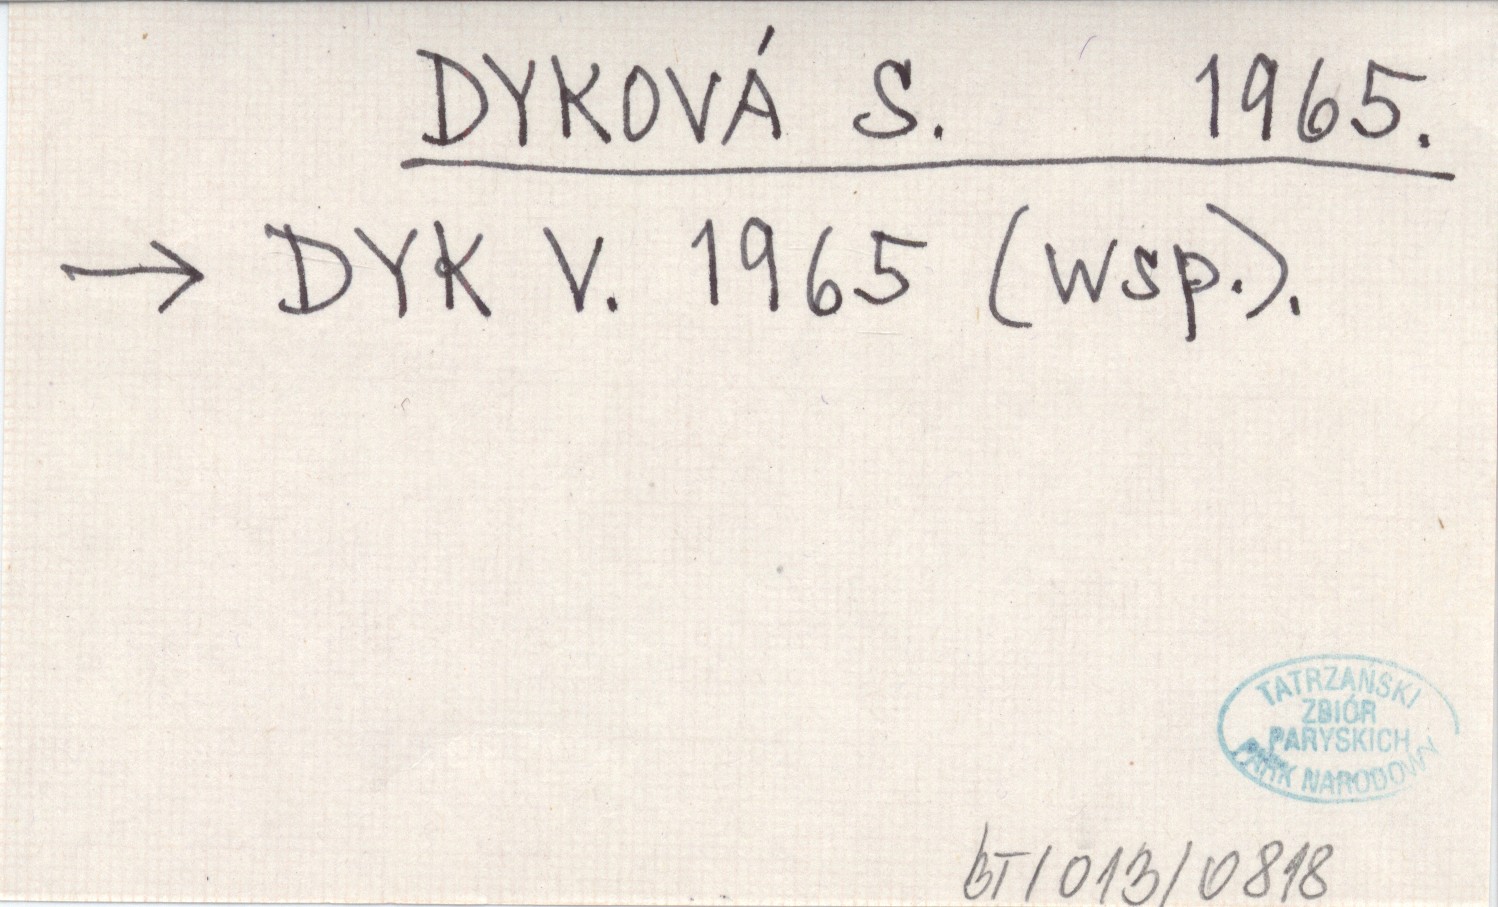 DYKOVÁ S. 1965.
→ DYK V. 1965 (wsp.).
TATRZAŃSKI
ZBIÓR
PARYSKICH
PARK NARODOWY
BT/013/0818